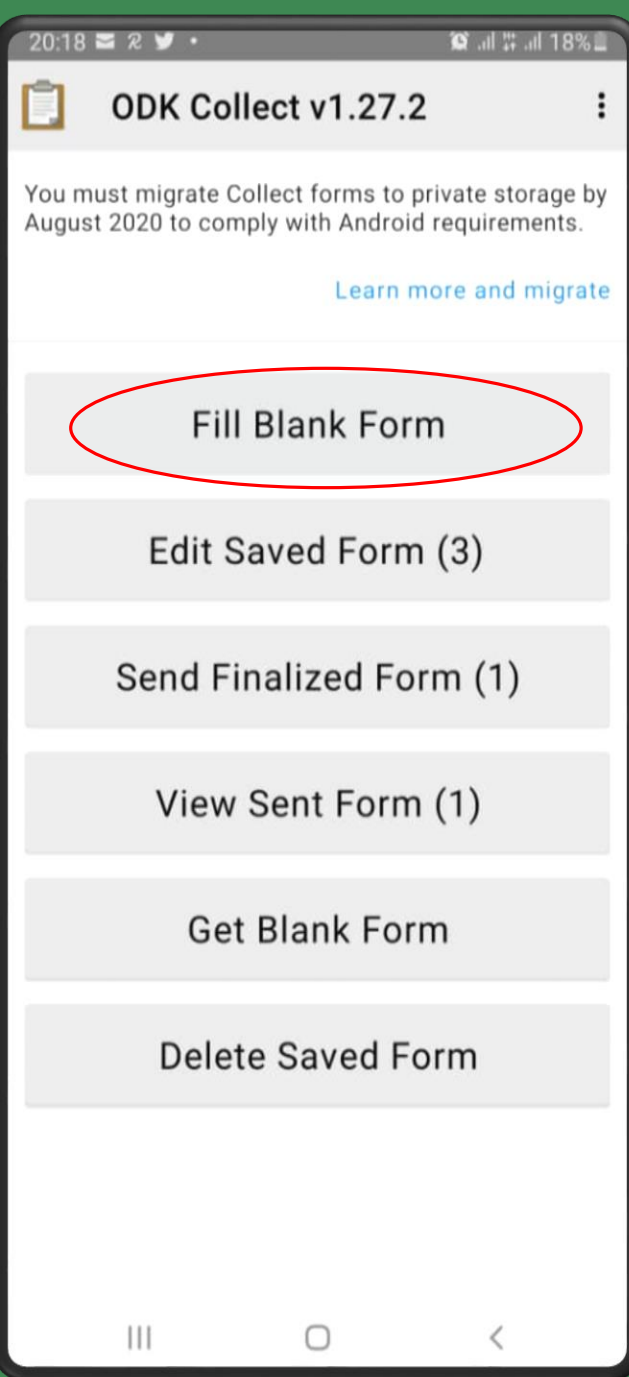 20:18 18%
ODK Collect v1.27.2
You must migrate Collect forms to private storage by
August 2020 to comply with Android requirements.
Learn more and migrate
Fill Blank Form
Edit Saved Form (3)
Send Finalized Form (1)
View Sent Form (1)
Get Blank Form
Delete Saved Form